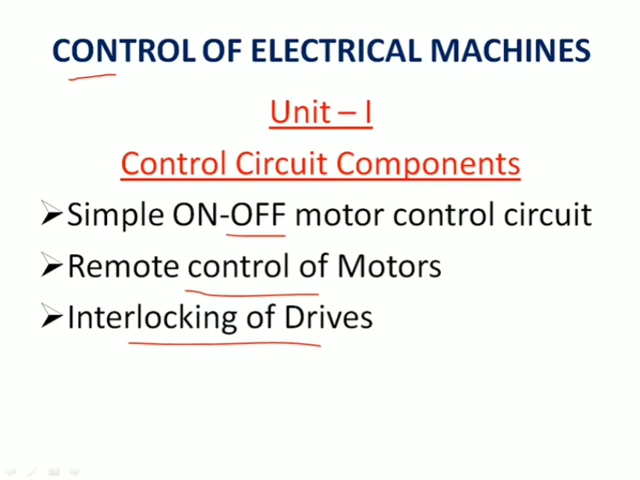 CONTROL OF ELECTRICAL MACHINES
Unit – I
Control Circuit Components
➢Simple ON-OFF motor control circuit
➢Remote control of Motors
➢Interlocking of Drives